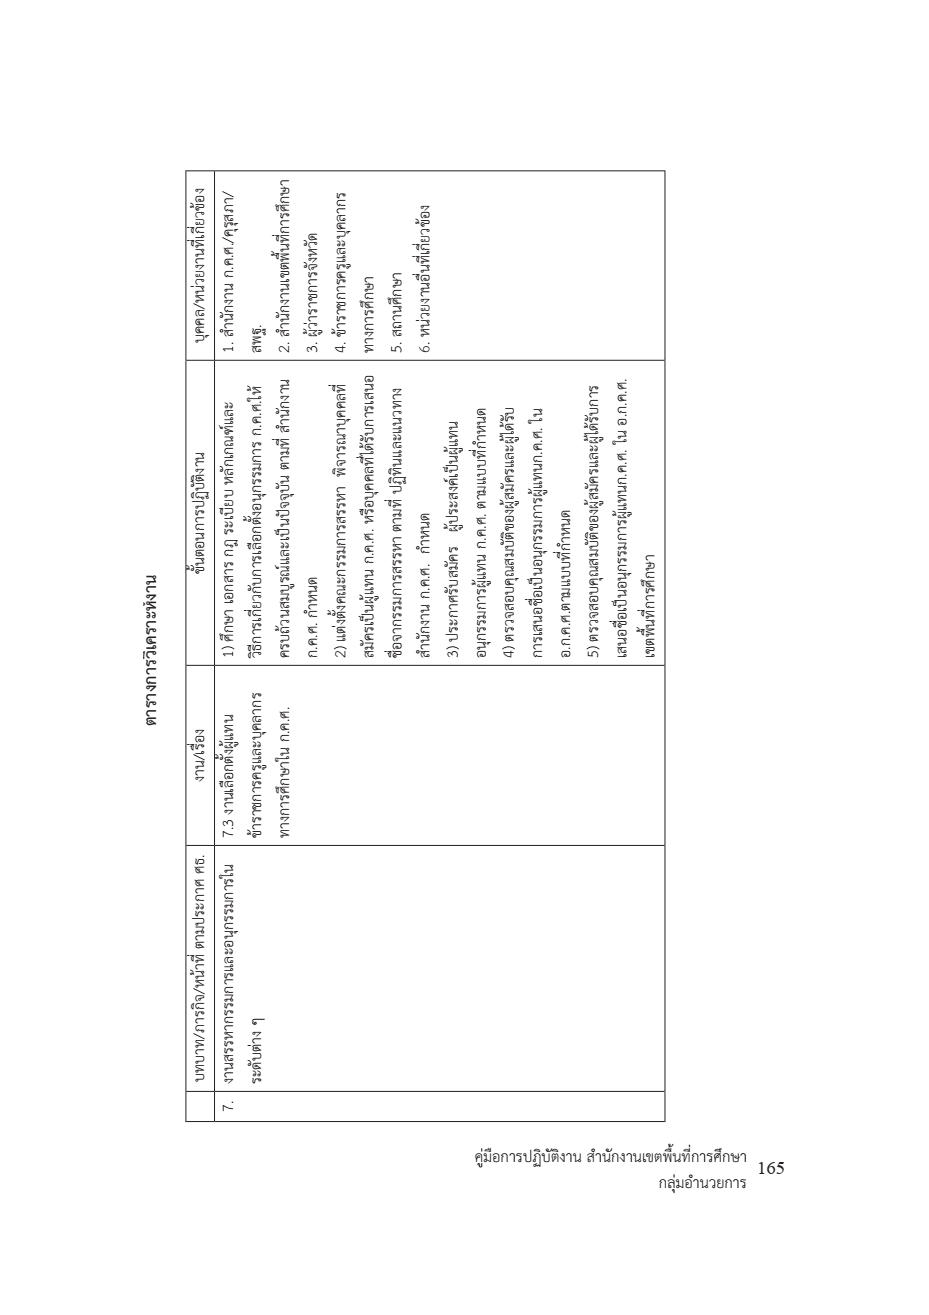 ตารางการวิเคราะห์งาน
บทบาท/ภารกิจ/หน้าที่ ตามประกาศ ศธ.
งาน/เรื่อง
ขั้นตอนการปฏิบัติงาน
บุคคล/หน่วยงานที่เกี่ยวข้อง
7.
งานสรรหากรรมการและอนุกรรมการใน
ระดับต่าง ๆ
7.3 งานเลือกตั้งผู้แทน
ข้าราชการครูและบุคลากร
ทางการศึกษาใน ก.ค.ศ.
1) ศึกษา เอกสาร กฎ ระเบียบ หลักเกณฑ์และ
วิธีการเกี่ยวกับการเลือกตั้งอนุกรรมการ ก.ค.ศ.ให้
ครบถ้วนสมบูรณ์และเป็นปัจจุบัน ตามที่ สำนักงาน
ก.ค.ศ. กำหนด
2) แต่งตั้งคณะกรรมการสรรหา พิจารณาบุคคลที่
สมัครเป็นผู้แทน ก.ค.ศ. หรือบุคคลที่ได้รับการเสนอ
ชื่อจากรรมการสรรหา ตามที่ ปฏิทินและแนวทาง
สำนักงาน ก.ค.ศ. กำหนด
3) ประกาศรับสมัคร ผู้ประสงค์เป็นผู้แทน
อนุกรรมการผู้แทน ก.ค.ศ. ตามแบบที่กำหนด
4) ตรวจสอบคุณสมบัติของผู้สมัครและผู้ได้รับ
การเสนอชื่อเป็นอนุกรรมการผู้แทนก.ค.ศ. ใน
อ.ก.ค.ศ.ตามแบบที่กำหนด
5) ตรวจสอบคุณสมบัติของผู้สมัครและผู้ได้รับการ
เสนอชื่อเป็นอนุกรรมการผู้แทนก.ค.ศ. ใน อ.ก.ค.ศ.
เขตพื้นที่การศึกษา
1. สำนักงาน ก.ค.ศ./คุรุสภา/
สพฐ.
2. สำนักงานเขตพื้นที่การศึกษา
3. ผู้ว่าราชการจังหวัด
4. ข้าราชการครูและบุคลากร
ทางการศึกษา
5. สถานศึกษา
6. หน่วยงานอื่นที่เกี่ยวข้อง
คู่มือการปฏิบัติงาน สำนักงานเขตพื้นที่การศึกษา
กลุ่มอำนวยการ
165